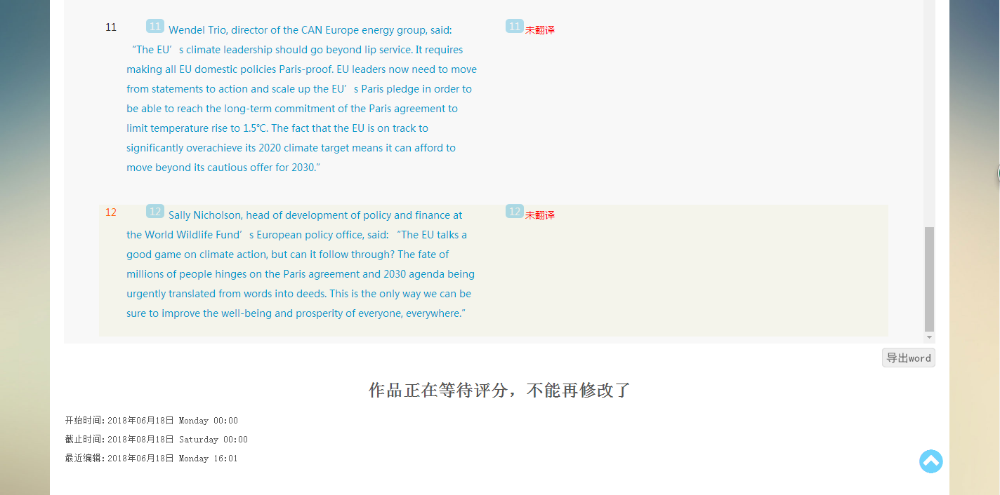 11 11 Wendel Trio, director of the CAN Europe energy group, said: 11 未翻译
“The EU’s climate leadership should go beyond lip service. It requires
making all EU domestic policies Paris-proof. EU leaders now need to move
from statements to action and scale up the EU’s Paris pledge in order to
be able to reach the long-term commitment of the Paris agreement to
limit temperature rise to 1.5℃. The fact that the EU is on track to
significantly overachieve its 2020 climate target means it can afford to
move beyond its cautious offer for 2030.”
12 12 Sally Nicholson, head of development of policy and finance at 12 未翻译
the World Wildlife Fund’s European policy office, said: “The EU talks a
good game on climate action, but can it follow through? The fate of
millions of people hinges on the Paris agreement and 2030 agenda being
urgently translated from words into deeds. This is the only way we can be
sure to improve the well-being and prosperity of everyone, everywhere.”
导出word
作品正在等待评分，不能再修改了
开始时间：2018年06月18日 Monday 00:00
截止时间：2018年08月18日 Saturday 00:00
最近编辑：2018年06月18日 Monday 16:01